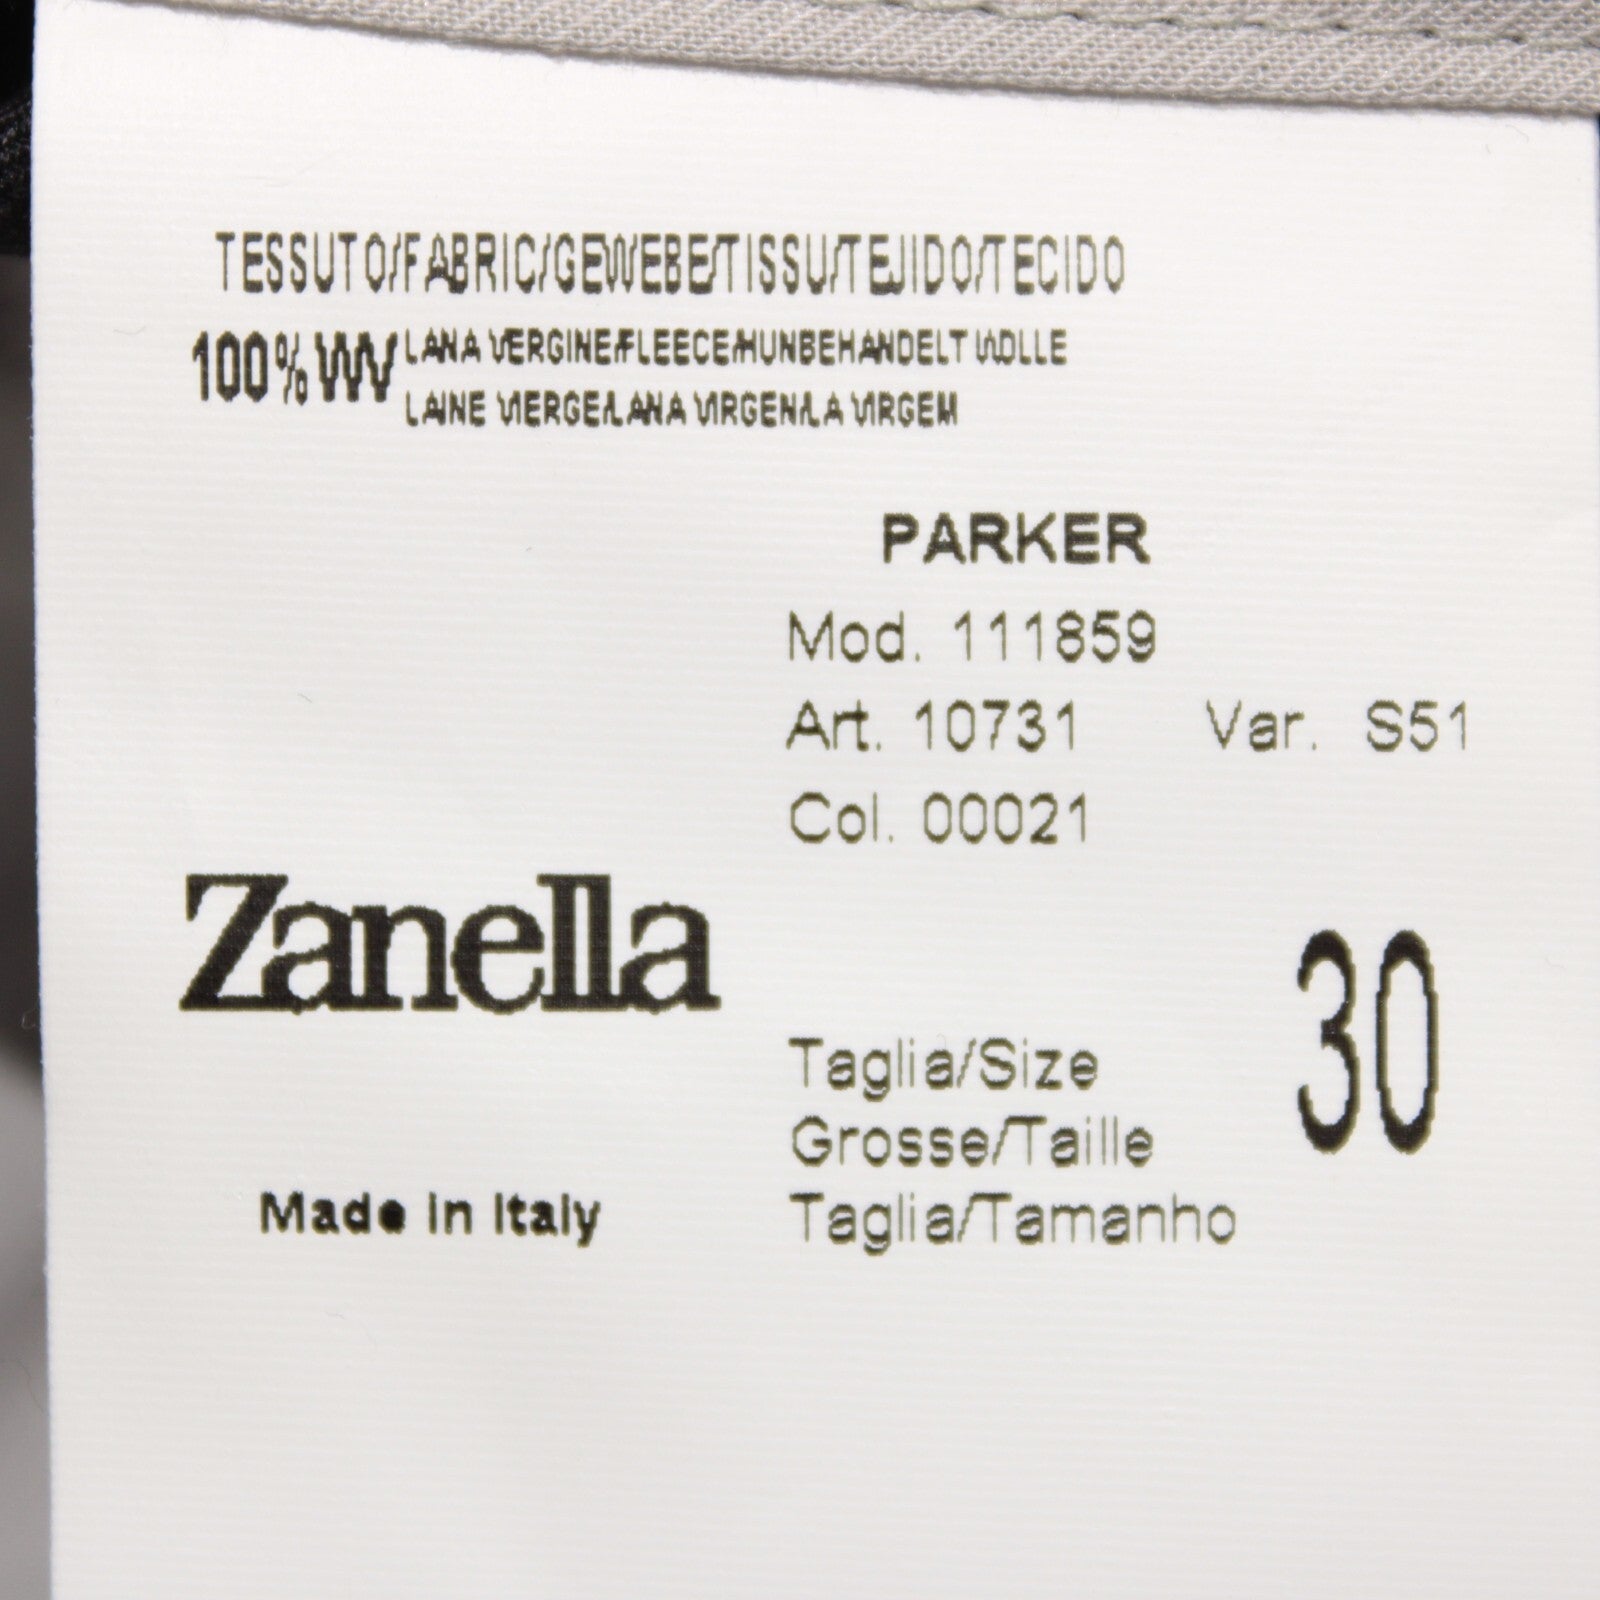 TESSUTO/FABRIC/GEWEBE/TISSU/TEJIDO/TECIDO
100% WV LANA VERGINE/FLEECE/HUNBEHANDELT WOLLE
LAINE VIERGE/LANA VIRGEN/LA VIRGEM
PARKER
Mod. 111859
Art. 10731 Var. S51
Col. 00021
Zanella
30
Taglia/Size
Grosse/Taille
Taglia/Tamanho
Made in Italy